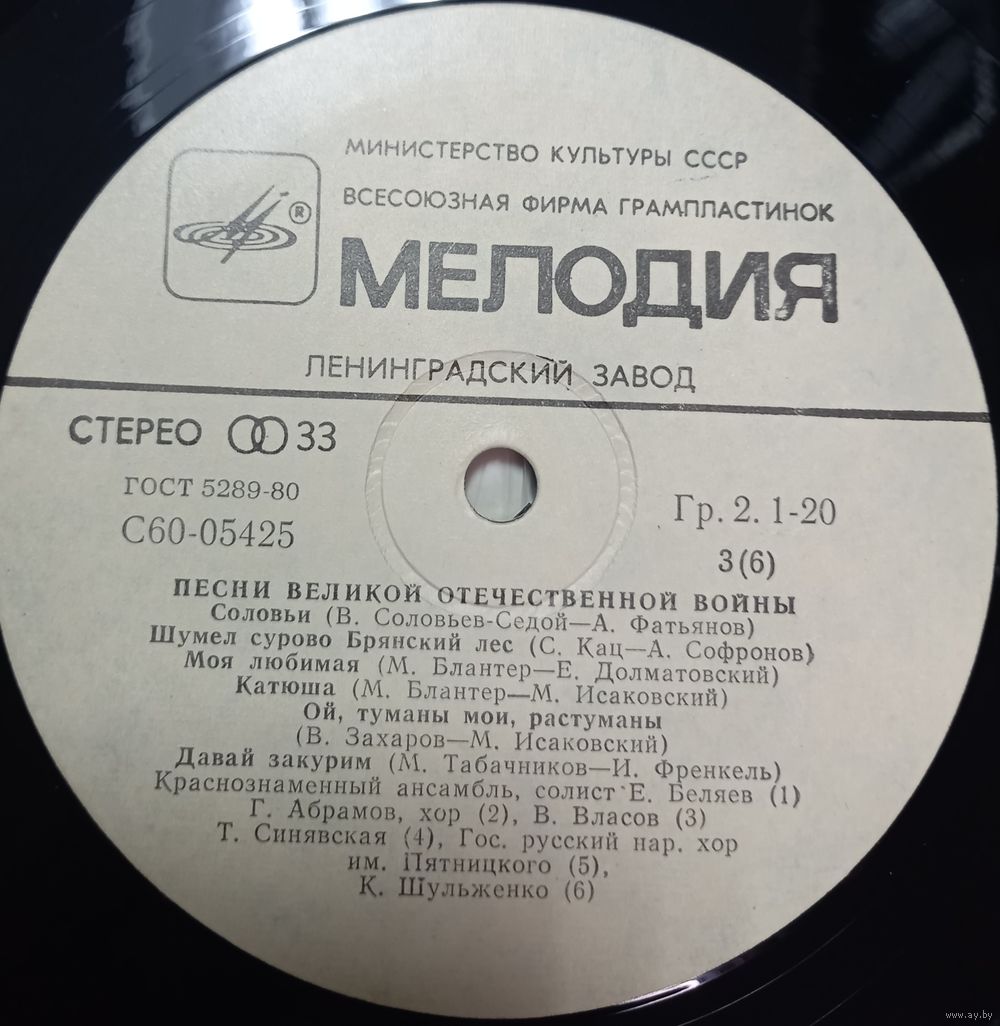 МИНИСТЕРСТВО КУЛЬТУРЫ СССР
ВСЕСОЮЗНАЯ ФИРМА ГРАМПЛАСТИНОК
®
МЕЛОДИЯ
ЛЕНИНГРАДСКИЙ ЗАВОД
СТЕРЕО 33
ГОСТ 5289-80
Гр. 2. 1-20
С60-05425
3(6)
ПЕСНИ ВЕЛИКОЙ ОТЕЧЕСТВЕННОЙ ВОЙНЫ
Соловьи (В. Соловьев-Седой—А. Фатьянов)
Шумел сурово Брянский лес (С. Кац—А. Софронов)
Моя любимая (М. Блантер—Е. Долматовский)
Катюша (М. Блантер—М. Исаковский)
Ой, туманы мои, растуманы
(В. Захаров—М. Исаковский)
Давай закурим (М. Табачников—И. Френкель)
Краснознаменный ансамбль, солист Е. Беляев (1)
Г. Абрамов, хор (2), В. Власов (3)
Т. Синявская (4), Гос. русский нар. хор
им. Пятницкого (5),
К. Шульженко (6)
www.ay.by